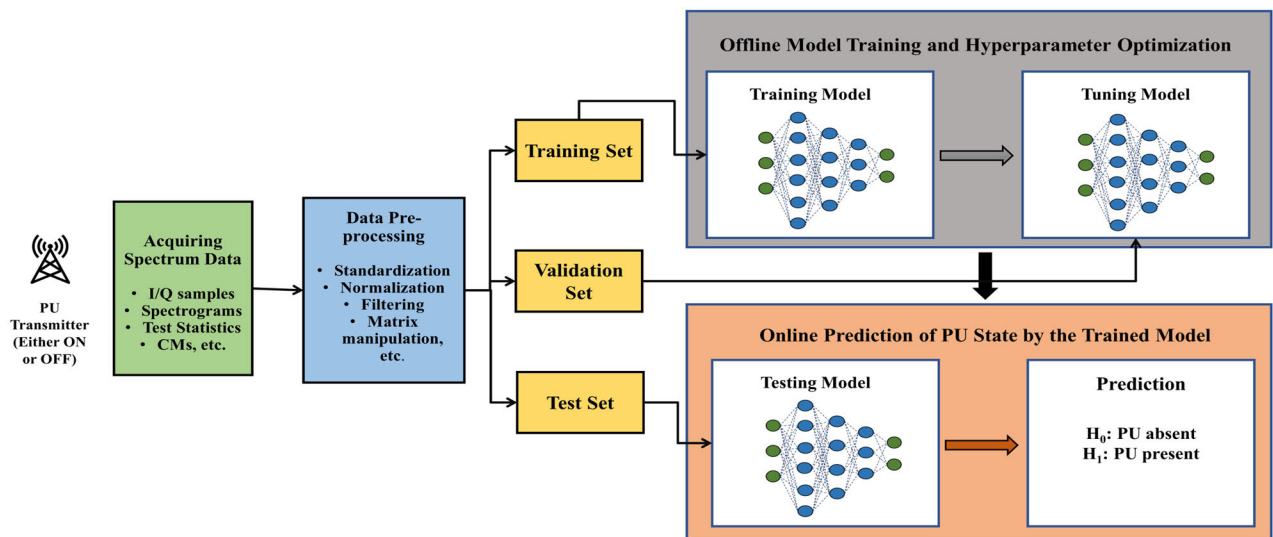 PU
Transmitter
(Either ON
or OFF)
Acquiring
Spectrum Data
• I/Q samples
• Spectrograms
• Test Statistics
• CMs, etc.
Data Pre-
processing
• Standardization
• Normalization
• Filtering
• Matrix
manipulation,
etc.
Training Set
Validation
Set
Test Set
Offline Model Training and Hyperparameter Optimization
Training Model
Tuning Model
Online Prediction of PU State by the Trained Model
Testing Model
Prediction
H₀: PU absent
H₁: PU present